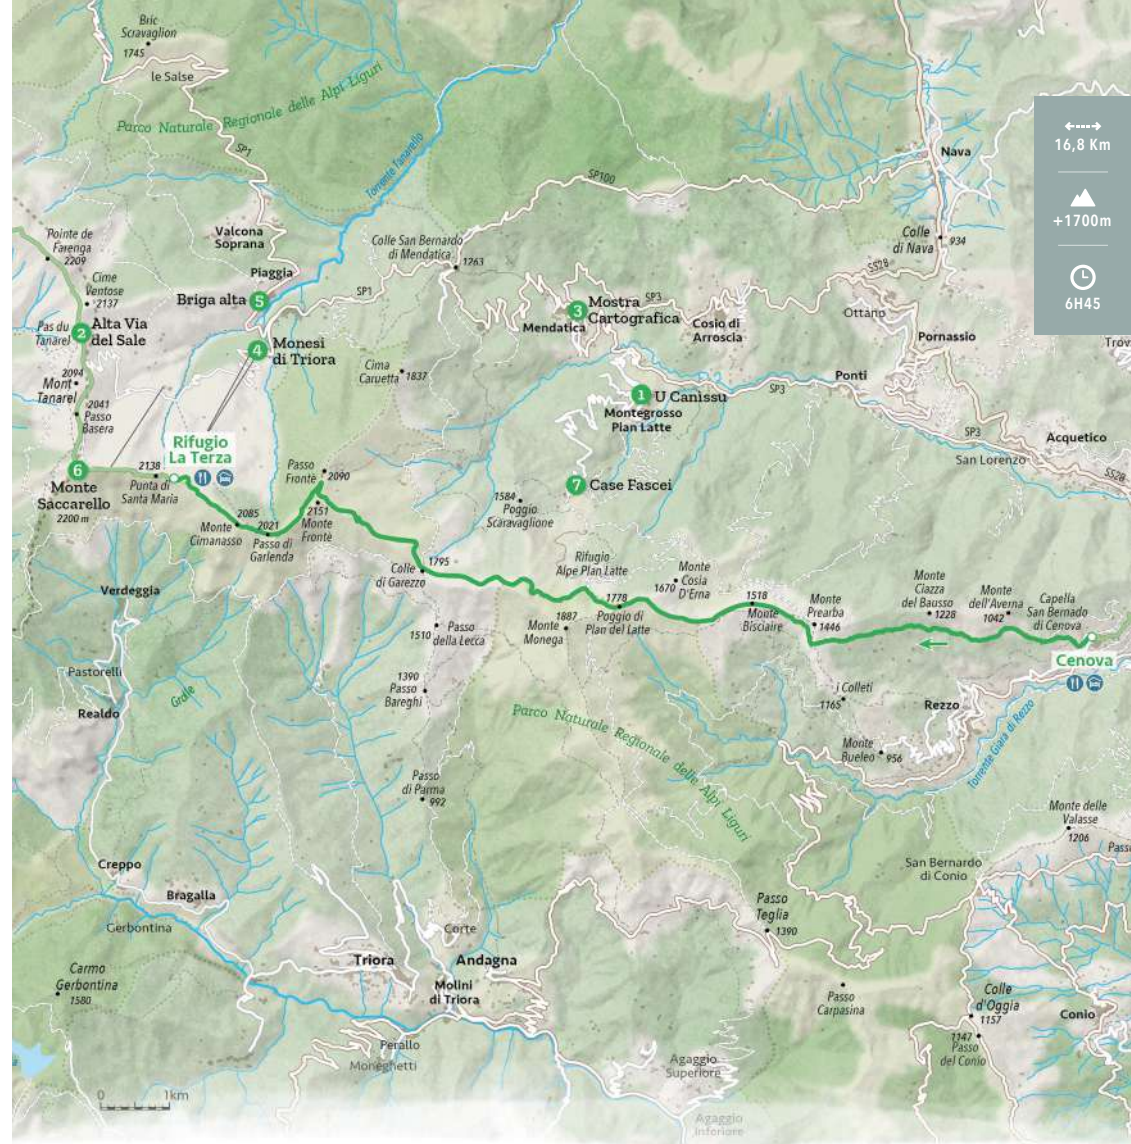 Bric
Scravaglion
1745
le Salse
Parco Naturale Regionale delle Alpi Liguri
SP1
Torrente Tanarello
SP100
Nava
16,8 Km
+1700m
6H45
Colle
di Nava
934
SS28
Pointe de
Farenga
2209
Valcona
Soprana
Colle San Bernardo
di Mendatica
1263
Cime
Ventose
2137
Piaggia
Briga alta 5
SP1
3 Mostra
Cartografica
SP3
Mendatica
Cosio di
Arroscia
Ottano
Pornassio
Trov
Pas du
Tanarel
2 Alta Via
del Sale
4 Monesi
di Triora
Cima
Caruetta
1837
2094
Mont
Tanarel
2041
Passo
Basera
Ponti
SP3
1 U Canissu
Montegrosso
Plan Latte
SP3
Acquetico
San Lorenzo
SS28
Rifugio
La Terza
6
Monte
Saccarello
2200 m
2138
Punta di
Santa Maria
Passo
Frontè
2090
7 Case Fascei
1584
Poggio
Scaravaglione
2085
Monte
Cimanasso
2021
Passo di
Garlenda
2151
Monte
Frontè
1795
Colle
di Garezzo
Rifugio
Alpe Plan Latte
Monte
Cosia
D'Erna
1670
1778
Poggio di
Plan del Latte
1518
Monte
Bisciaire
Monte
Prearba
1446
Monte
Ciazza
del Bausso
1228
Monte
dell'Averna
1042
Capella
San Bernado
di Cenova
Cenova
Verdeggia
1510
Passo
della Lecca
1887
Monte
Monega
Pastorelli
Realdo
Grole
1390
Passo
Bareghi
i Colleti
1165
Rezzo
Torrente Giara di Rezzo
Parco Naturale Regionale delle Alpi Liguri
Monte
Bueleo
956
Passo
di Parma
992
Monte delle
Valasse
1206
Pass
San Bernardo
di Conio
Creppo
Bragalla
Gerbontina
Passo
Teglia
1390
Corte
Triora
Andagna
Molini
di Triora
Carmo
Gerbontina
1580
Passo
Carpasina
Colle
d'Oggia
1157
Conio
1147
Passo
del Conio
Perallo
Moneghetti
Agaggio
Superiore
0 1km
Agaggio
Inferiore